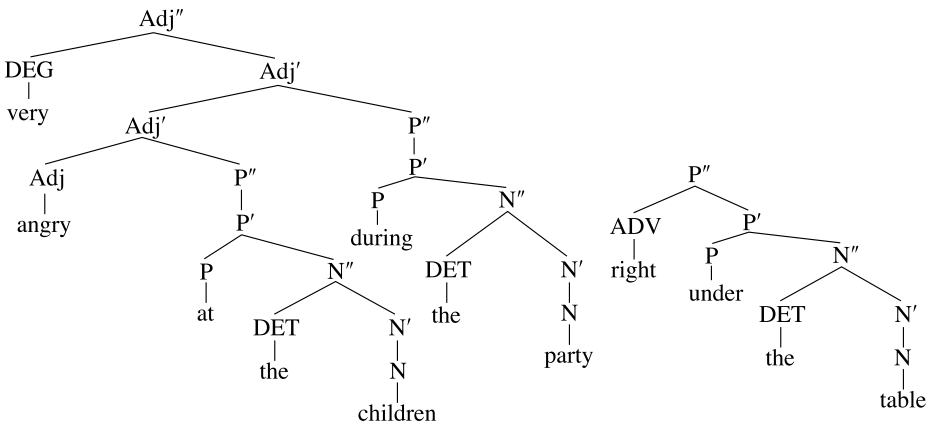 Adj″
DEG Adj′
very
Adj′ P″
Adj P″ P′
angry P′ P N″
during
P N″ DET N′
at the N
DET N′ party
the N
children
P″
ADV P′
right P N″
under
DET N′
the N
table